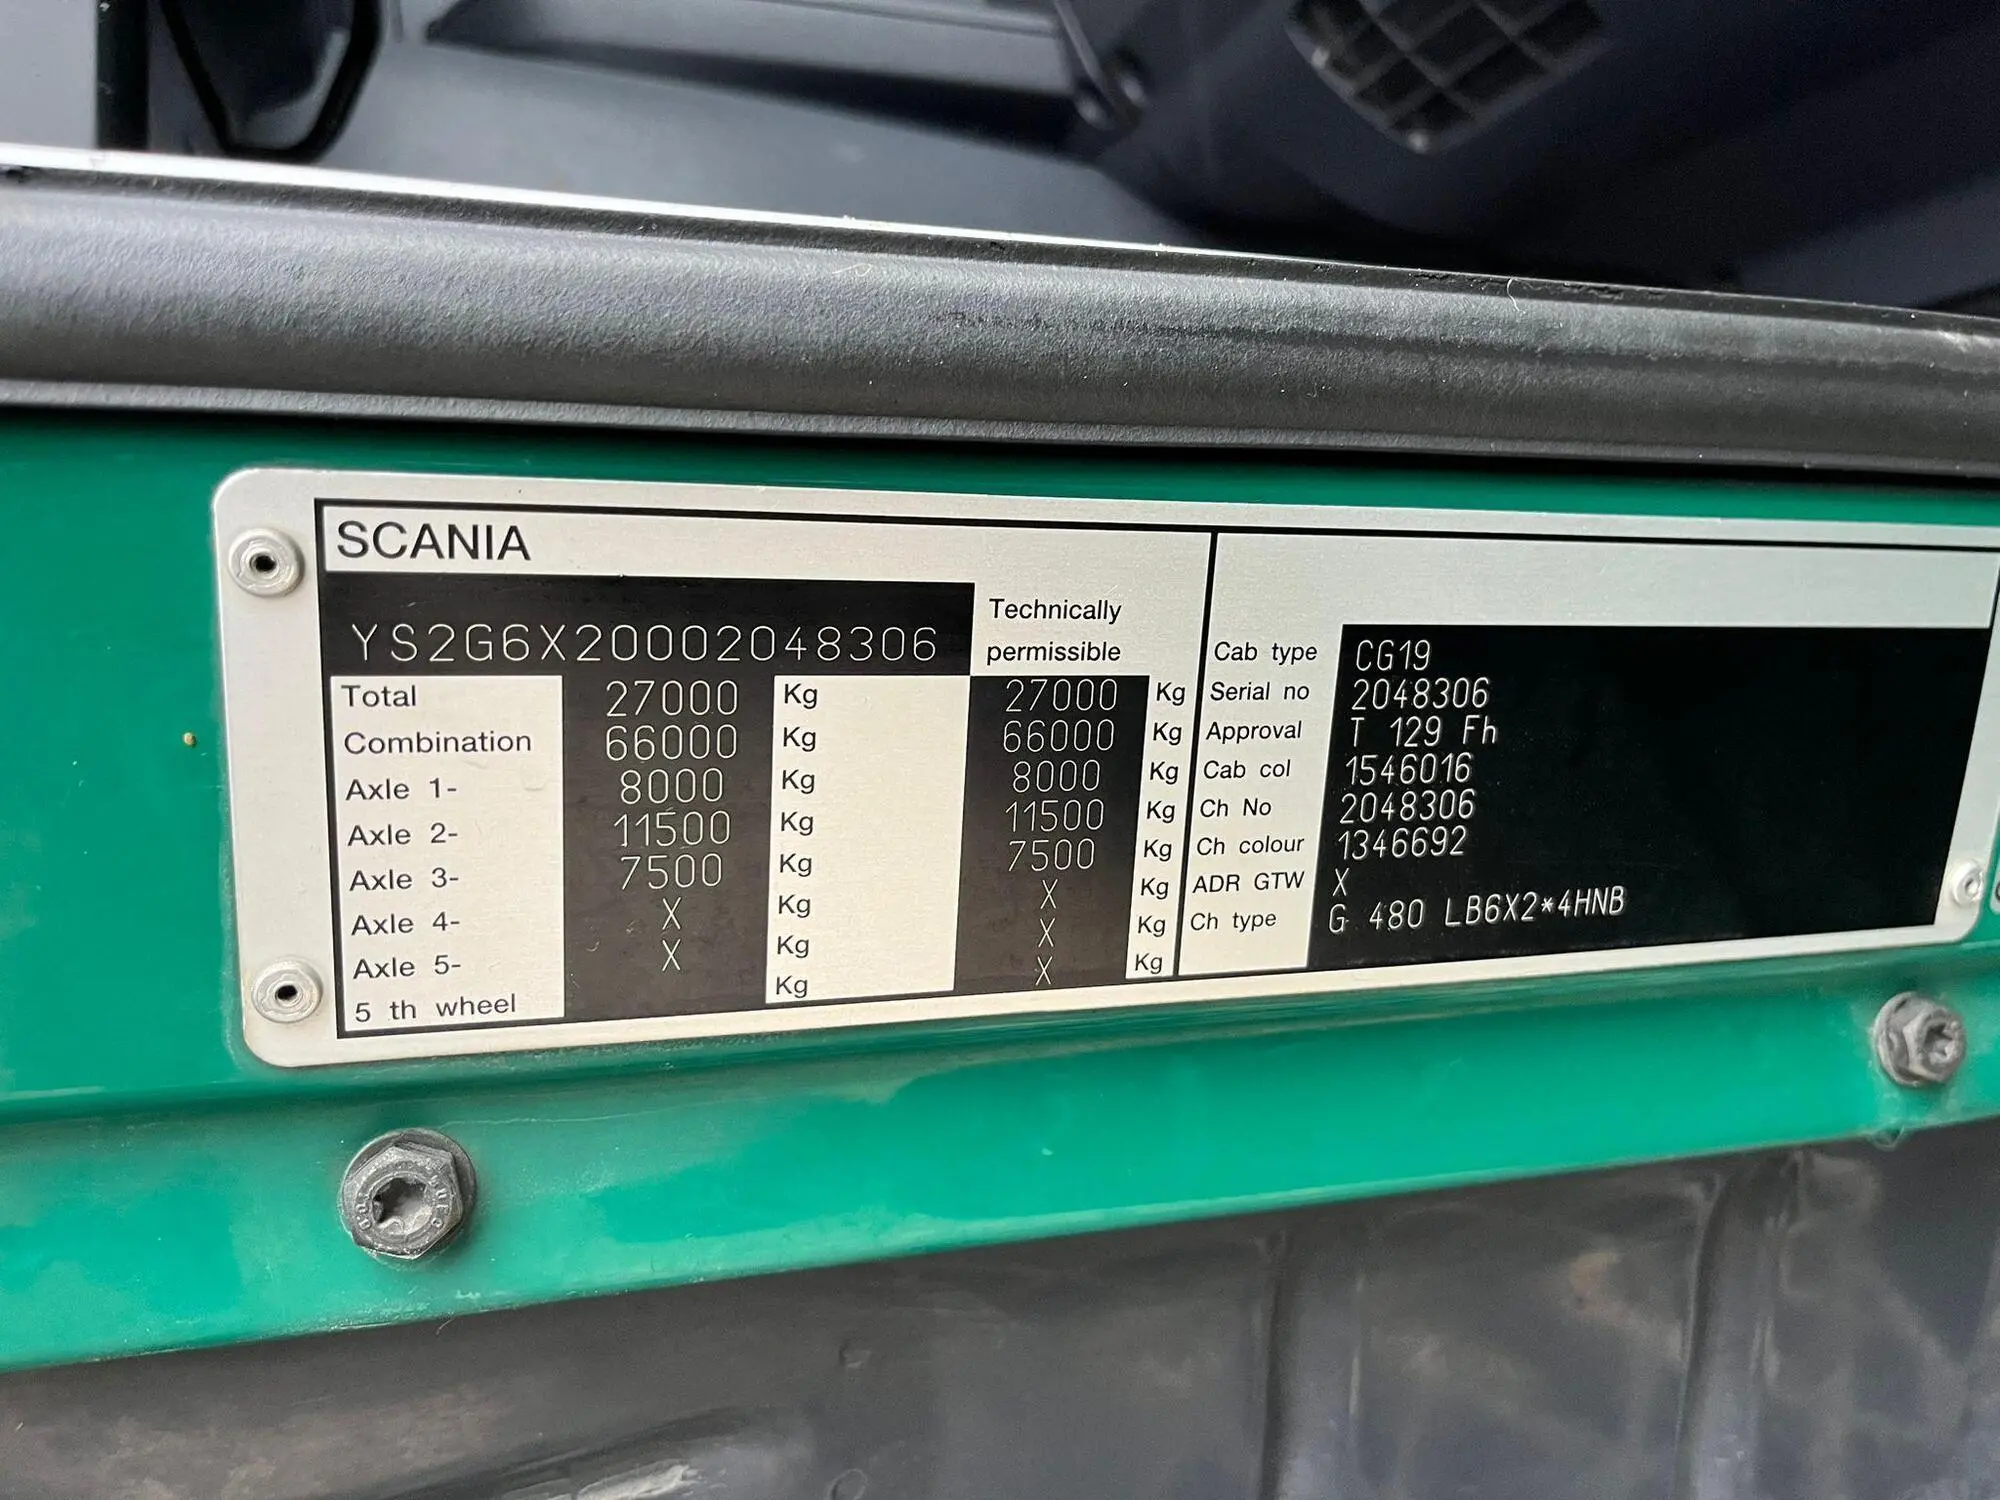 SCANIA
YS2G6X20002048306
Technically
permissible
Total 27000 Kg 27000 Kg
Combination 66000 Kg 66000 Kg
Axle 1- 8000 Kg 8000 Kg
Axle 2- 11500 Kg 11500 Kg
Axle 3- 7500 Kg 7500 Kg
Axle 4- X Kg X Kg
Axle 5- X Kg X Kg
5 th wheel Kg X Kg
Cab type CG19
Serial no 2048306
Approval T 129 Fh
Cab col 1546016
Ch No 2048306
Ch colour 1346692
ADR GTW X
Ch type G 480 LB6X2*4HNB